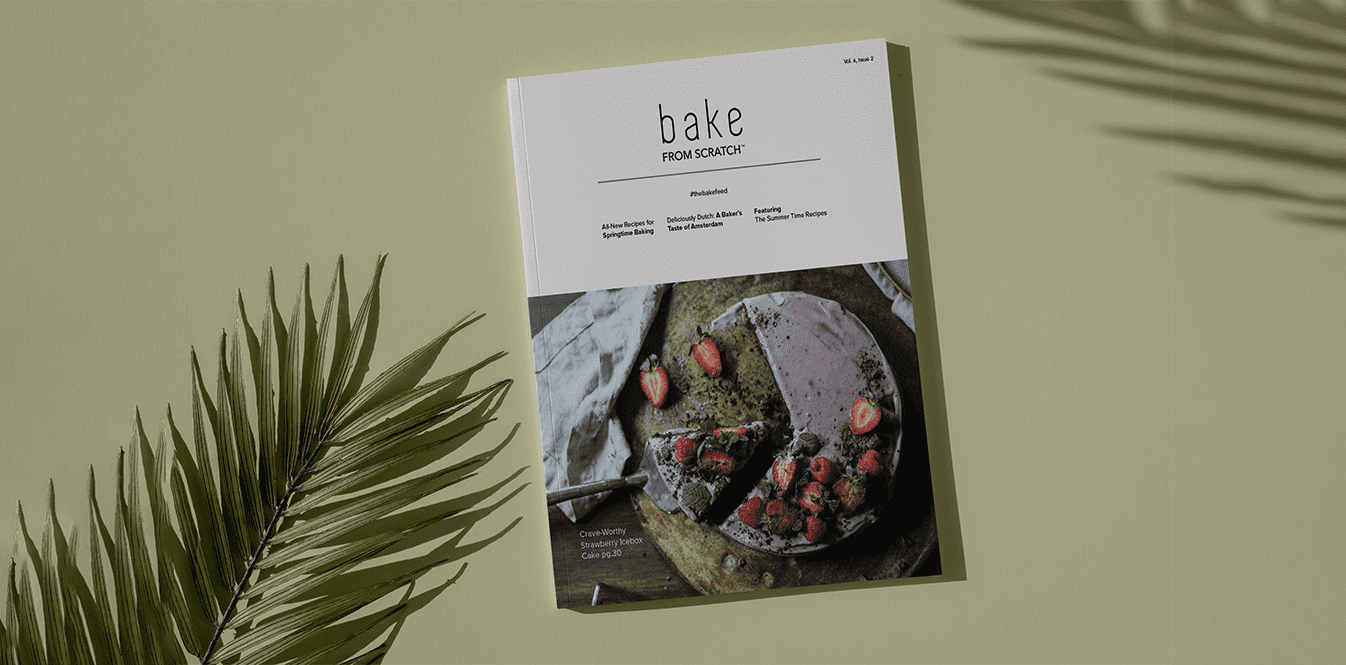 Vol. 6, Issue 2
bake
FROM SCRATCH™
#thebakefeed
All-New Recipes for
Springtime Baking
Deliciously Dutch: A Baker's
Taste of Amsterdam
Featuring
The Summer Time Recipes
Crave-Worthy
Strawberry Icebox
Cake pg.30